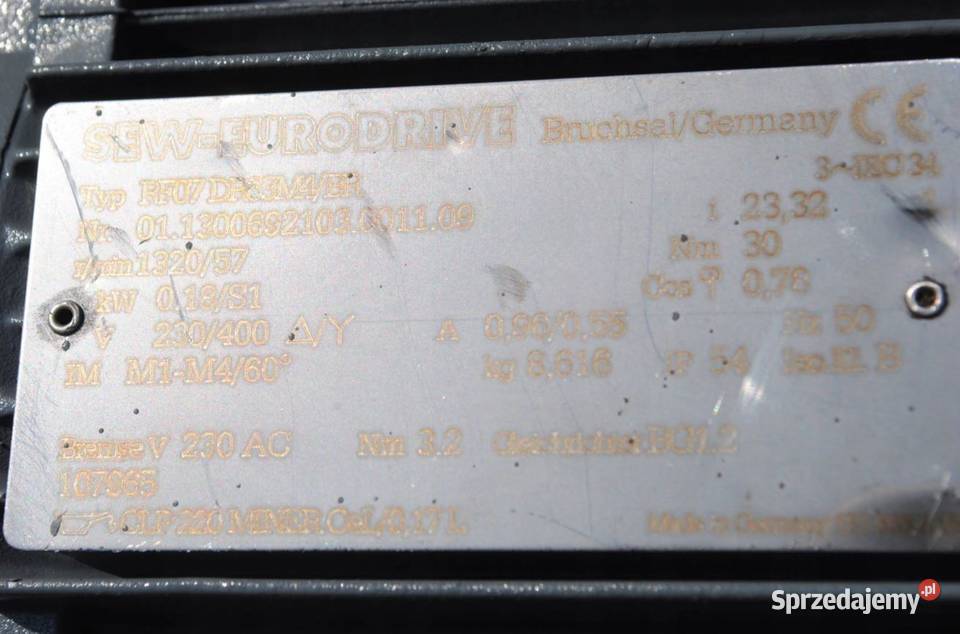 SEW-EURODRIVE Bruchsal/Germany CE
3~IEC 34
Typ RF07 DR63M4/BR
Nr. 01.1300692103.0011.09 i 23,32
r/min 1320/57 Nm 30
kW 0.18/S1 Cos φ 0,78
V 230/400 Δ/Y A 0,96/0.55 Hz 50
IM M1-M4/60° kg 8,616 IP 54 Iso.Kl. B
Bremse V 230 AC Nm 3.2 Gleichrichter BG1.2
107065
CLP 220 MINER.OEL/0.17 L Made in Germany
Sprzedajemy.pl